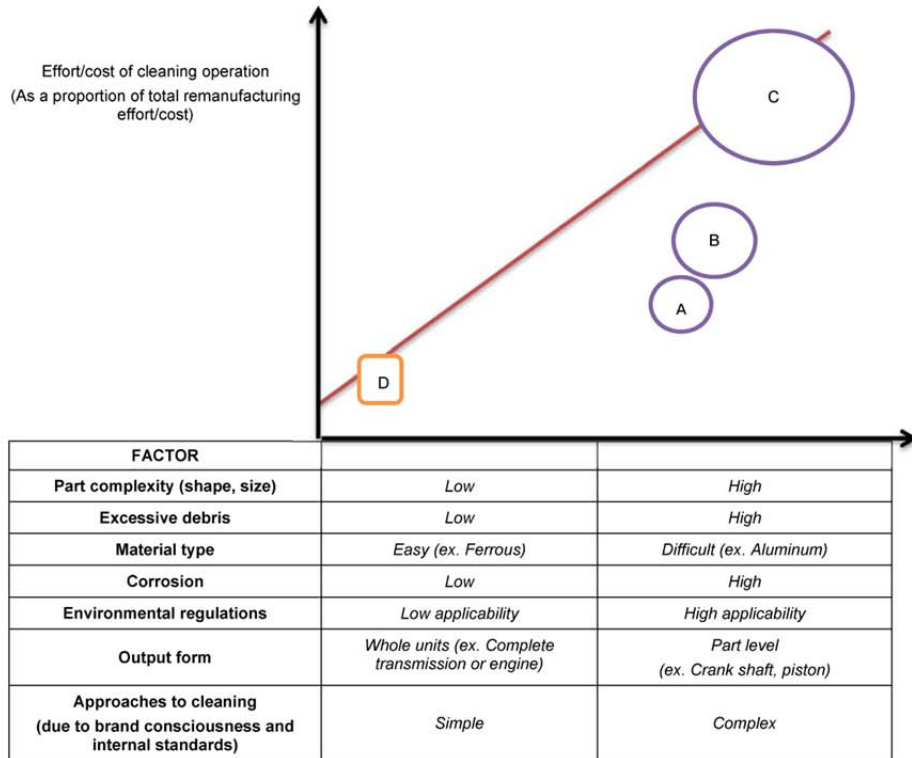 Effort/cost of cleaning operation
(As a proportion of total remanufacturing
effort/cost)
C
B
A
D
FACTOR
Part complexity (shape, size)
Low
High
Excessive debris
Low
High
Material type
Easy (ex. Ferrous)
Difficult (ex. Aluminum)
Corrosion
Low
High
Environmental regulations
Low applicability
High applicability
Output form
Whole units (ex. Complete
transmission or engine)
Part level
(ex. Crank shaft, piston)
Approaches to cleaning
(due to brand consciousness and
internal standards)
Simple
Complex